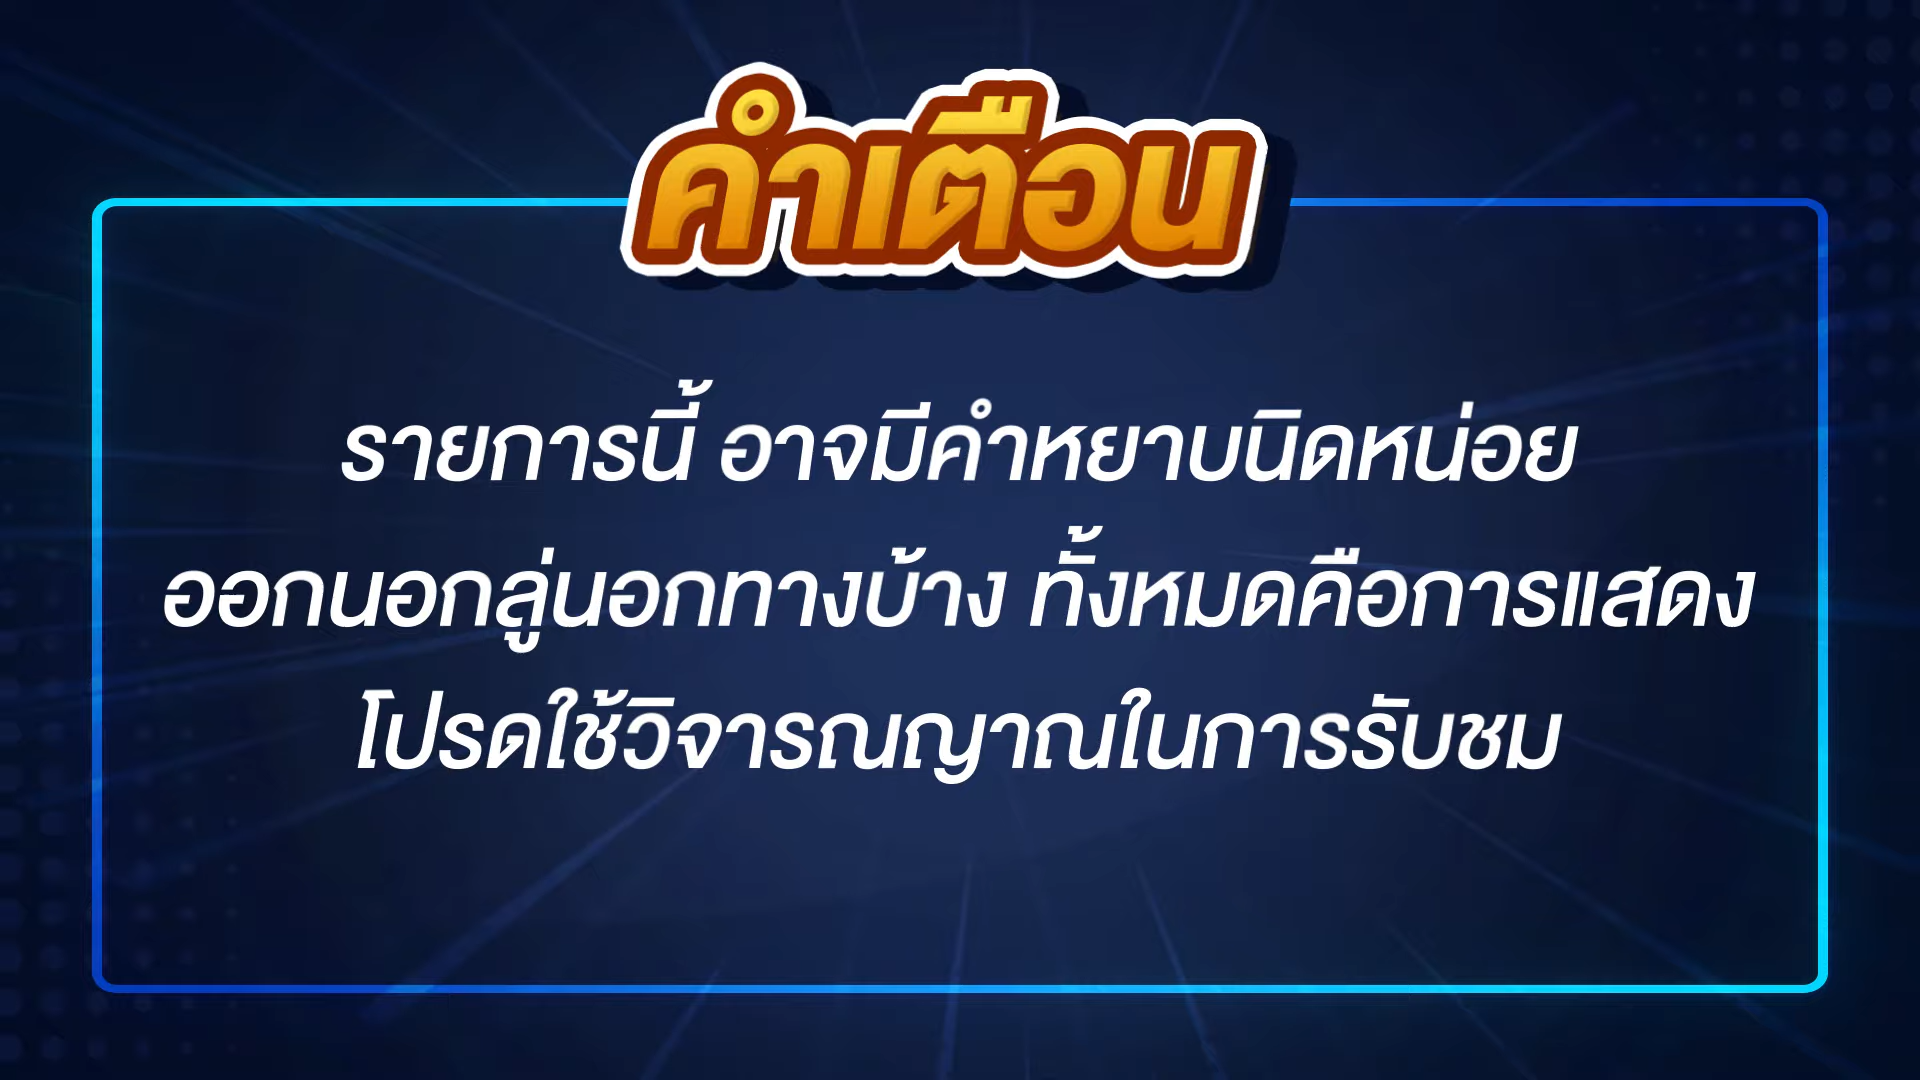 คำเตือน
รายการนี้ อาจมีคำหยาบนิดหน่อย
ออกนอกลู่นอกทางบ้าง ทั้งหมดคือการแสดง
โปรดใช้วิจารณญาณในการรับชม